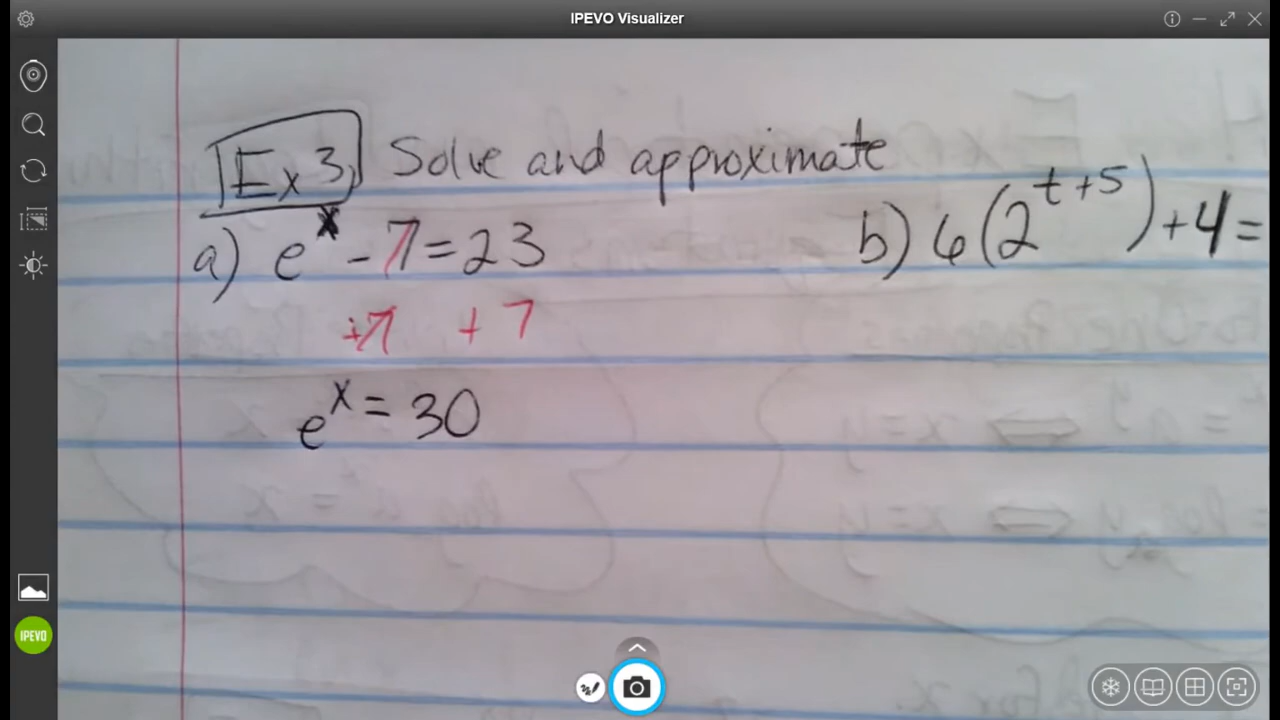 IPEVO Visualizer
Ex 3 Solve and approximate
a) e^x - 7 = 23
b) 6(2^{t+5}) + 4 =
+7 +7
e^x = 30
IPEVO